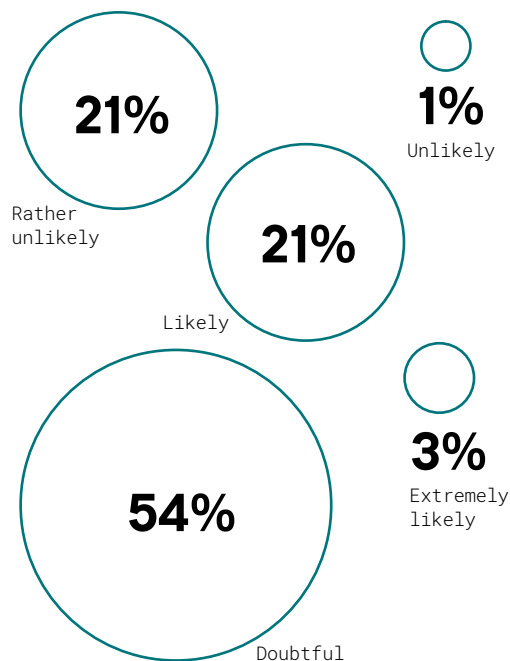 21%
Rather
unlikely
1%
Unlikely
21%
Likely
54%
Doubtful
3%
Extremely
likely